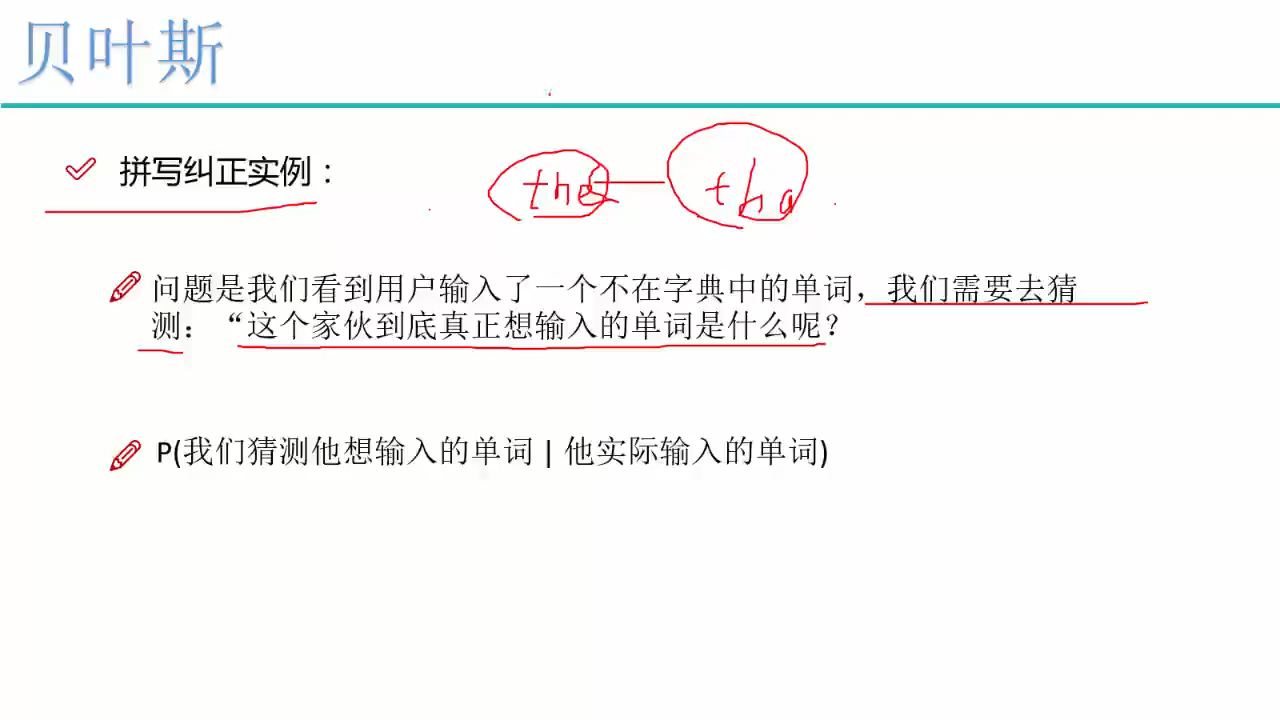 贝叶斯
拼写纠正实例：
the tha
问题是我们看到用户输入了一个不在字典中的单词，我们需要去猜
测：“这个家伙到底真正想输入的单词是什么呢？
P(我们猜测他想输入的单词 | 他实际输入的单词)